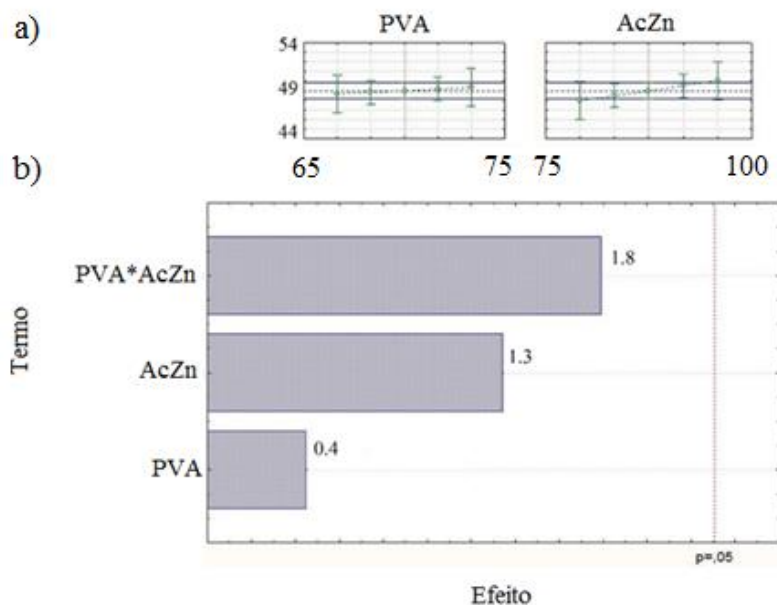 a)
PVA
AcZn
54
49
44
65
75
75
100
b)
PVA*AcZn
1.8
AcZn
1.3
PVA
0.4
Termo
p=,05
Efeito